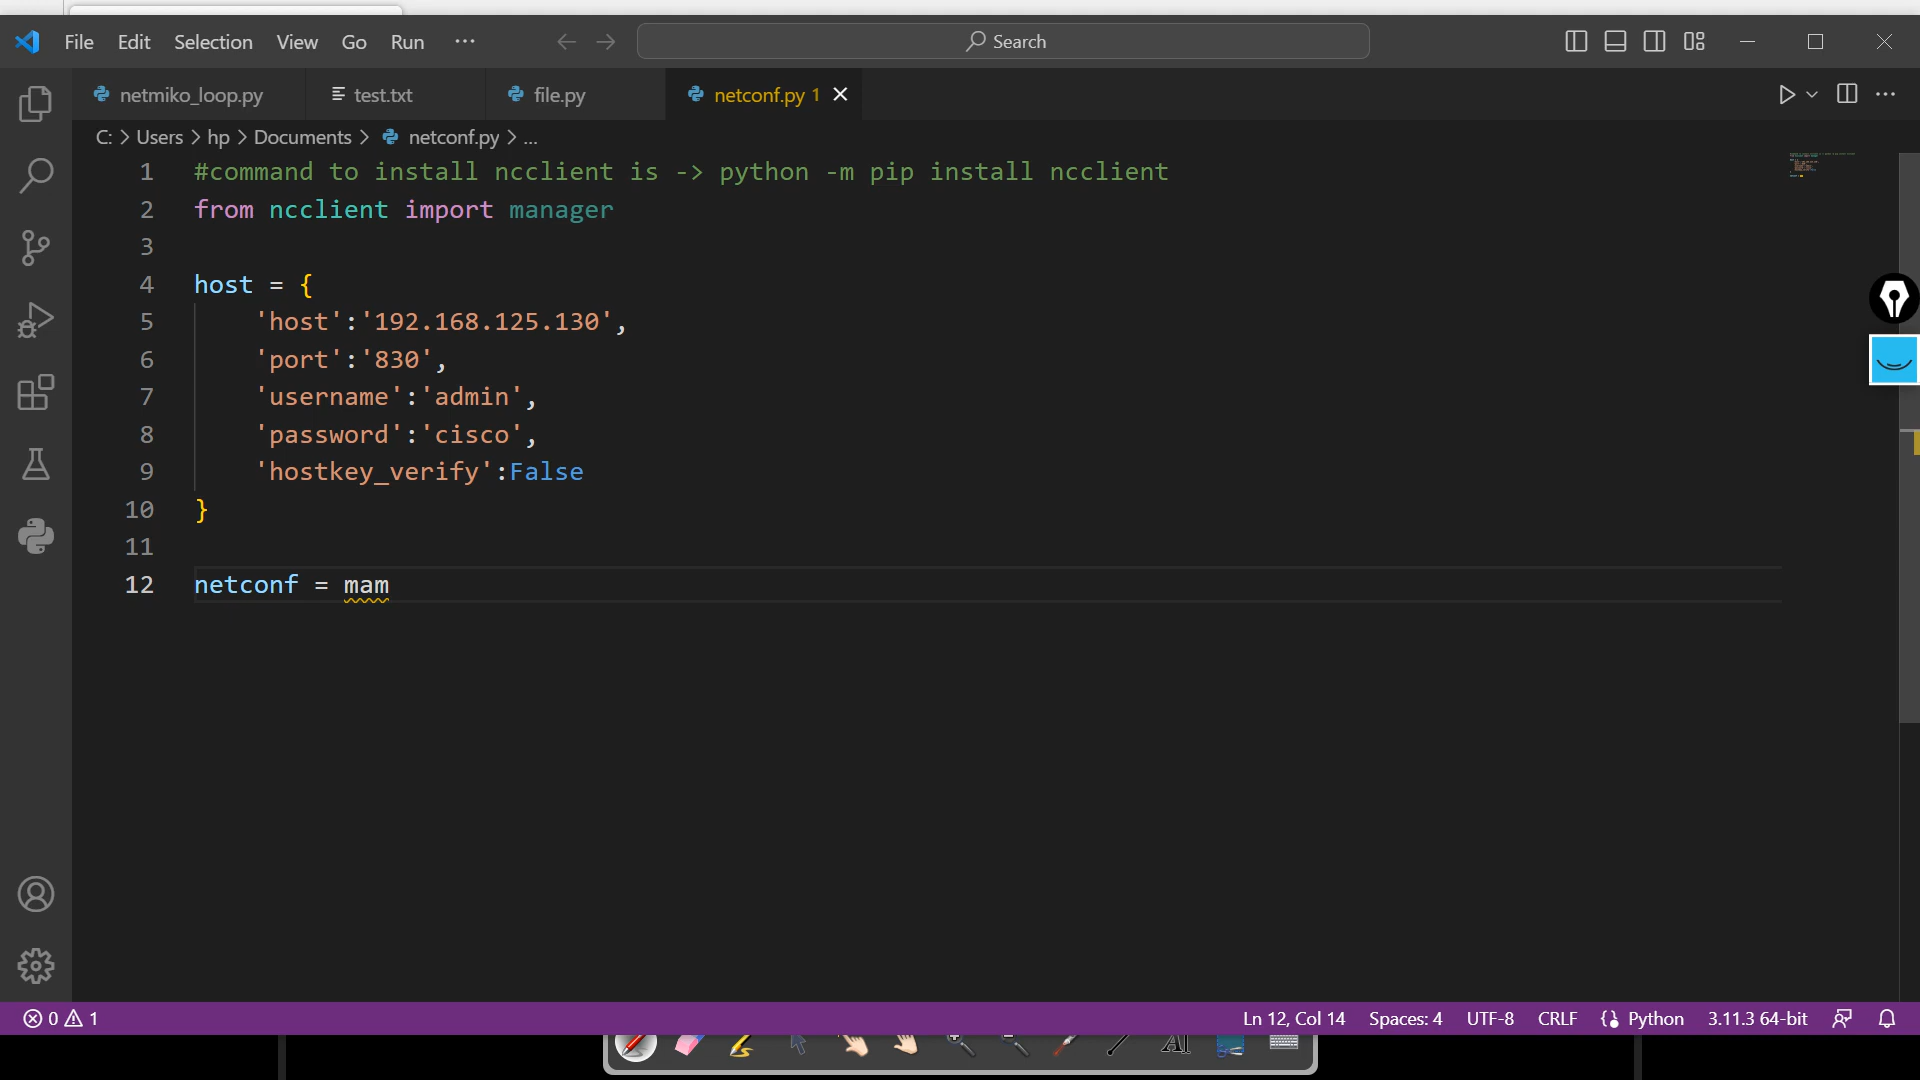 File Edit Selection View Go Run ··· Search
netmiko_loop.py test.txt file.py netconf.py 1
C: > Users > hp > Documents > netconf.py > ...
1 #command to install ncclient is -> python -m pip install ncclient
2 from ncclient import manager
3
4 host = {
5 'host':'192.168.125.130',
6 'port':'830',
7 'username':'admin',
8 'password':'cisco',
9 'hostkey_verify':False
10 }
11
12 netconf = mam
0 1 Ln 12, Col 14 Spaces: 4 UTF-8 CRLF Python 3.11.3 64-bit
AI